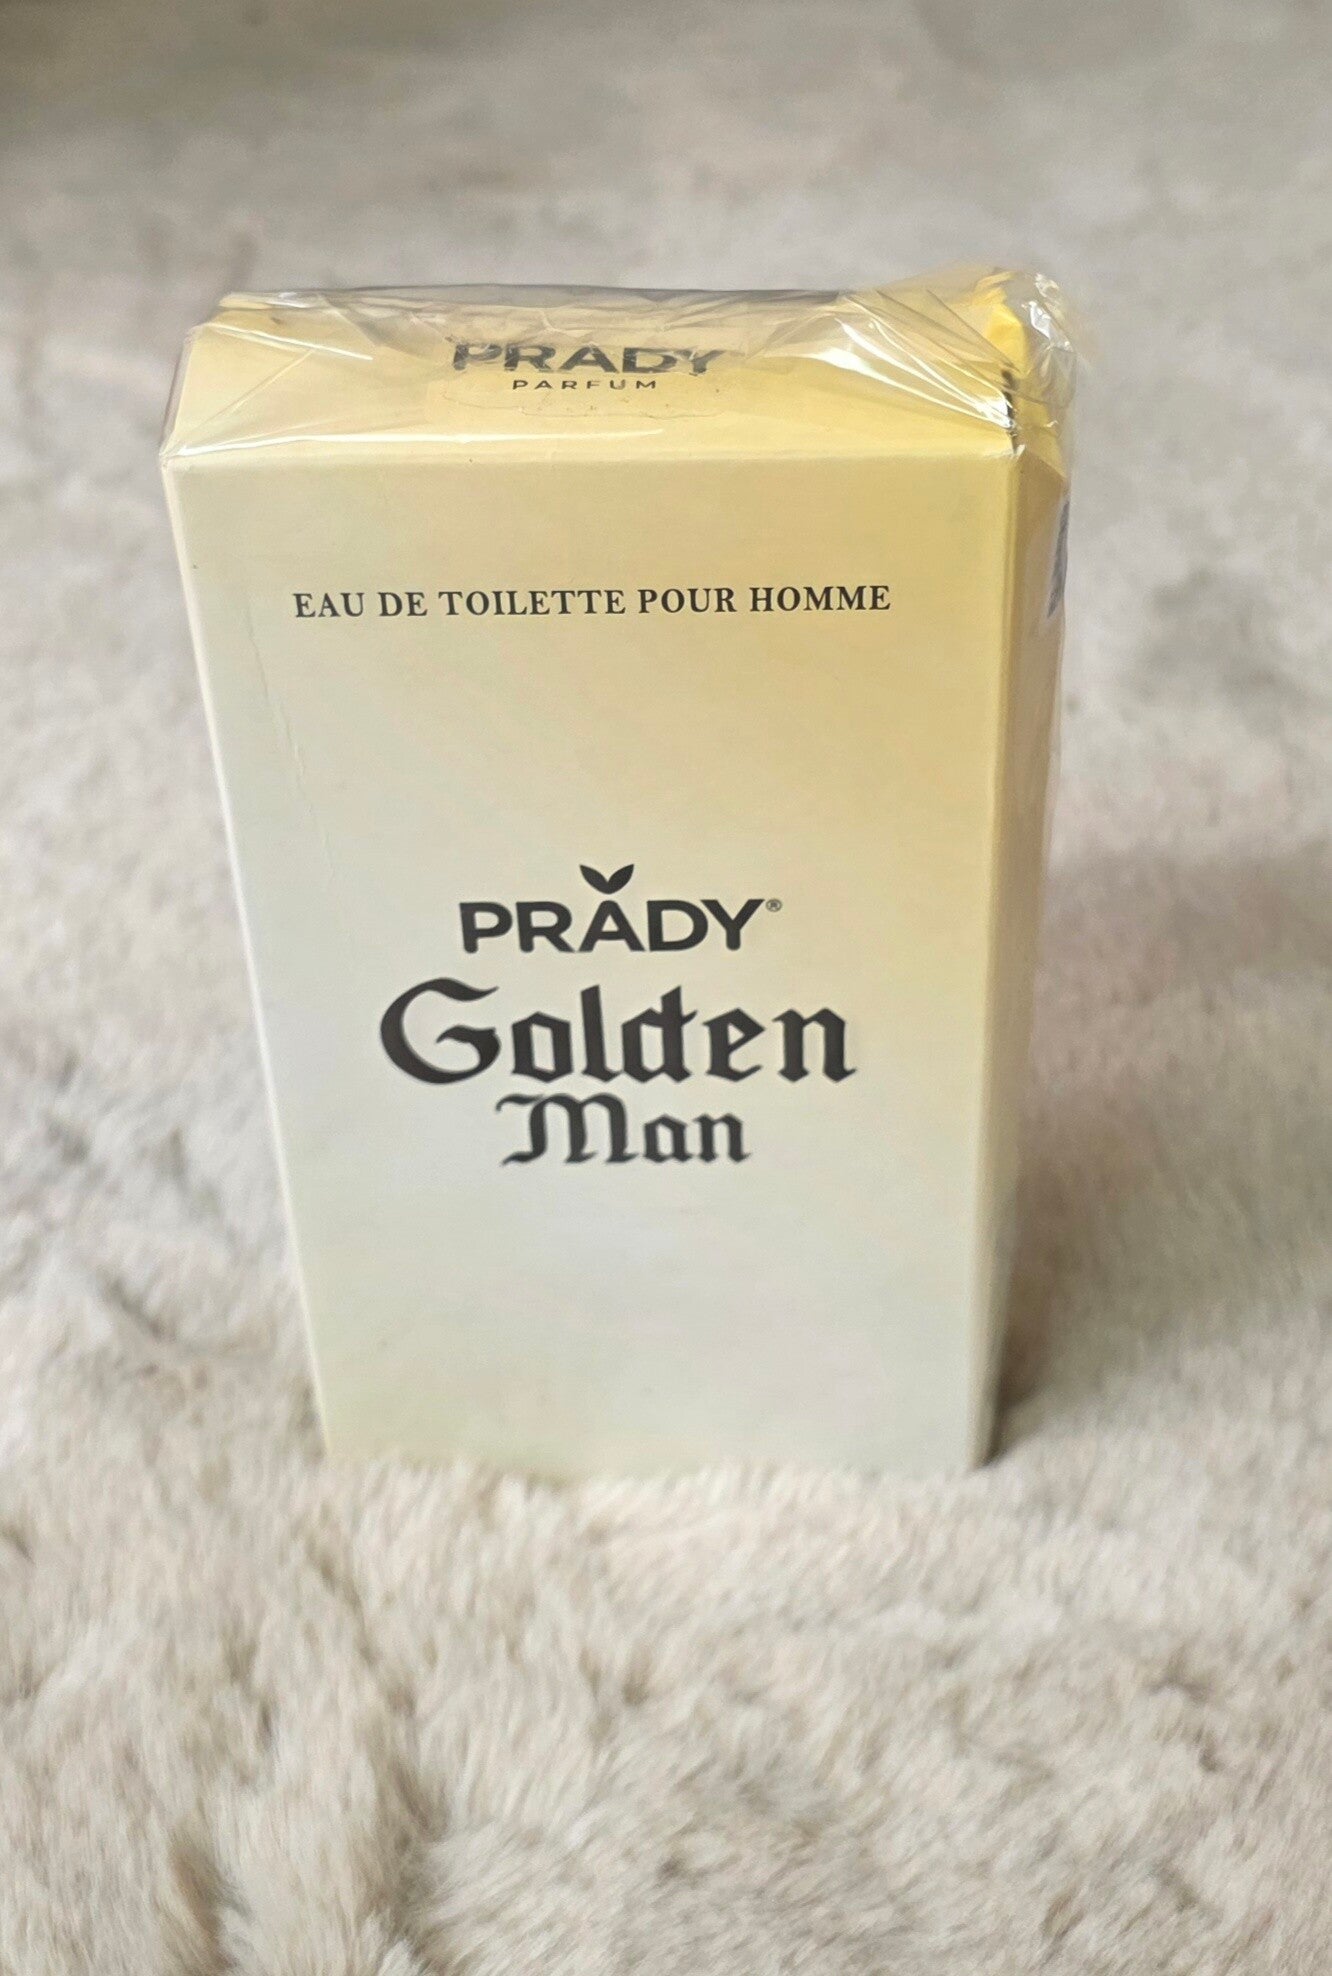 PRADY
PARFUM
EAU DE TOILETTE POUR HOMME
PRADY®
Golden
Man